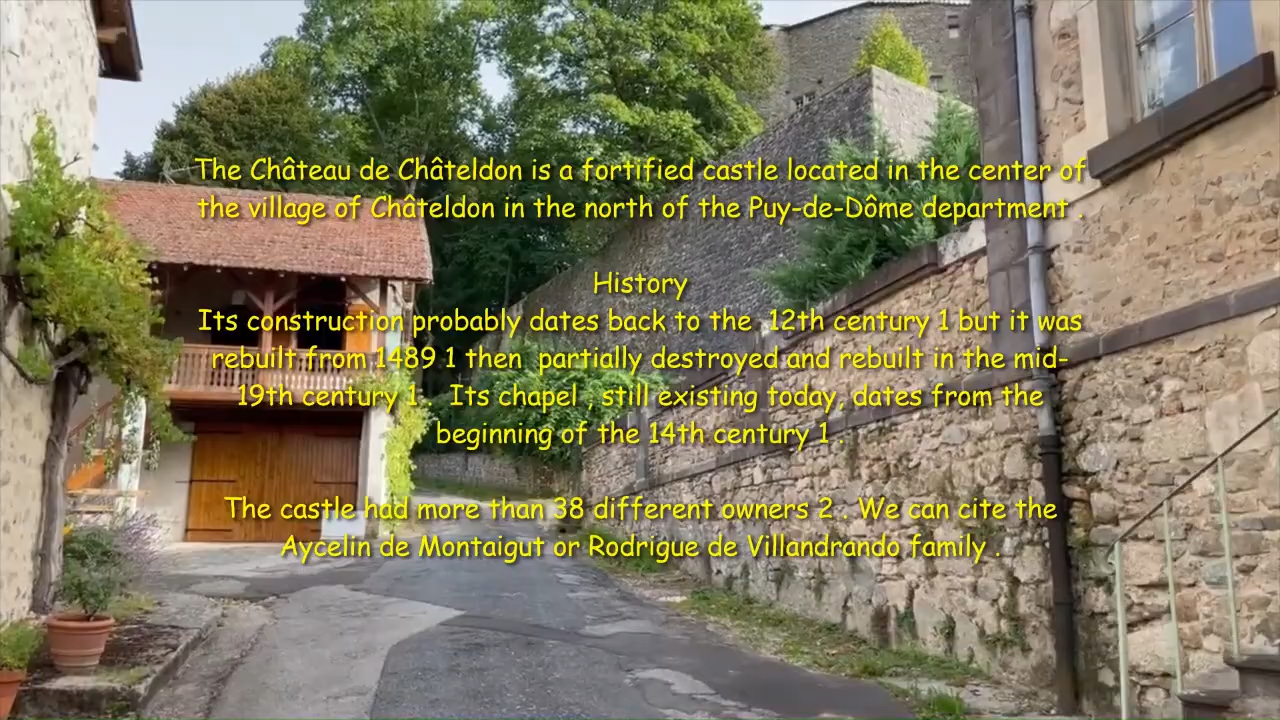 The Château de Châteldon is a fortified castle located in the center of
the village of Châteldon in the north of the Puy-de-Dôme department .
History
Its construction probably dates back to the  12th century 1 but it was
rebuilt from 1489 1 then  partially destroyed and rebuilt in the mid-
19th century 1 .  Its chapel , still existing today, dates from the
beginning of the 14th century 1 .
The castle had more than 38 different owners 2 . We can cite the
Aycelin de Montaigut or Rodrigue de Villandrando family .